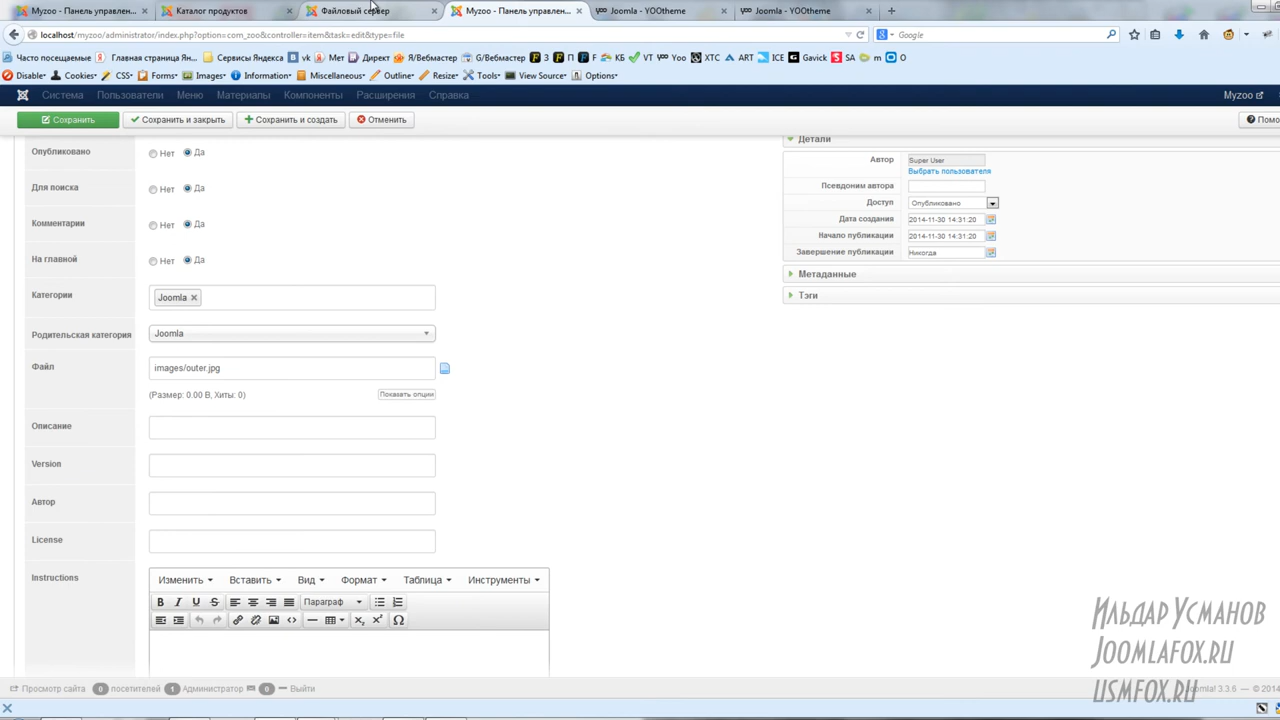 Myzoo - Панель управлен...
Каталог продуктов
Файловый сервер
Myzoo - Панель управлен...
Joomla - YOOtheme
Joomla - YOOtheme
localhost/myzoo/administrator/index.php?option=com_zoo&controller=item&task=edit&type=file
Google
Часто посещаемые
Главная страница Ян...
Сервисы Яндекса
vk
Мет
Директ
Я/Вебмастер
G/Вебмастер
З
П
КБ
VT
Yoo
XTC
ART
ICE
Gavick
SA
m
O
Disable
Cookies
CSS
Forms
Images
Information
Miscellaneous
Outline
Resize
Tools
View Source
Options
Система
Пользователи
Меню
Материалы
Компоненты
Расширения
Справка
Myzoo
Сохранить
Сохранить и закрыть
Сохранить и создать
Отменить
Помо
Опубликовано
Нет
Да
Для поиска
Нет
Да
Комментарии
Нет
Да
На главной
Нет
Да
Категории
Joomla
Родительская категория
Joomla
Файл
images/outer.jpg
(Размер: 0.00 B, Хиты: 0)
Показать опции
Описание
Version
Автор
License
Instructions
Изменить
Вставить
Вид
Формат
Таблица
Инструменты
Параграф
Детали
Автор
Super User
Выбрать пользователя
Псевдоним автора
Доступ
Опубликовано
Дата создания
2014-11-30 14:31:20
Начало публикации
2014-11-30 14:31:20
Завершение публикации
Никогда
Метаданные
Тэги
Ильдар Усманов
Joomlafox.ru
usmfox.ru
Просмотр сайта
0 посетителей
1 Администратор
0
Выйти
Joomla! 3.3.6 — © 2014